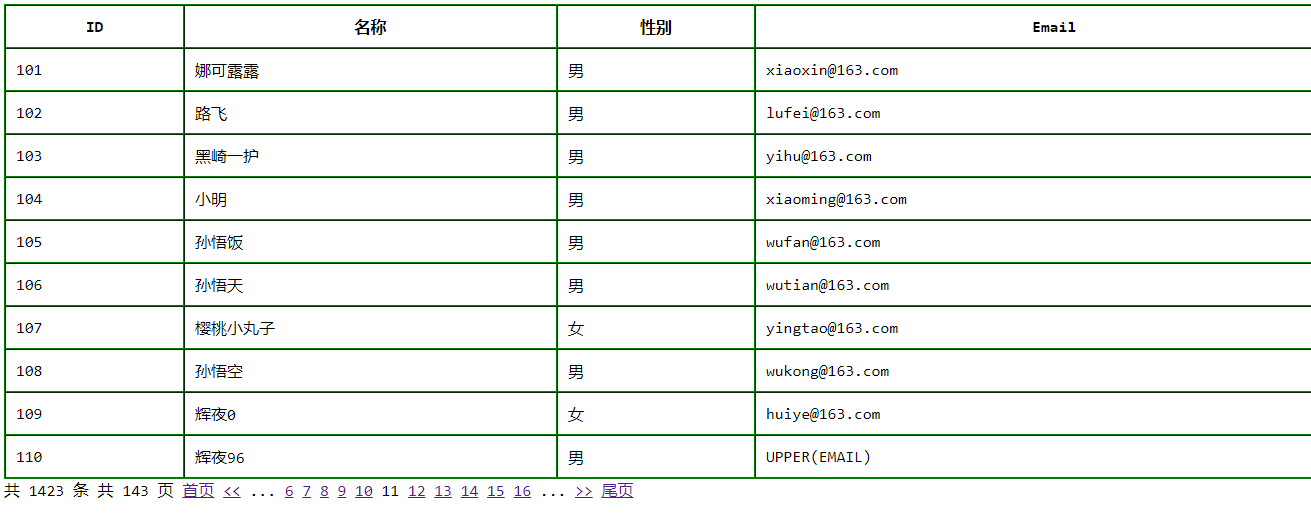 ID 名称 性别 Email
101 娜可露露 男 xiaoxin@163.com
102 路飞 男 lufei@163.com
103 黑崎一护 男 yihu@163.com
104 小明 男 xiaoming@163.com
105 孙悟饭 男 wufan@163.com
106 孙悟天 男 wutian@163.com
107 樱桃小丸子 女 yingtao@163.com
108 孙悟空 男 wukong@163.com
109 辉夜0 女 huiye@163.com
110 辉夜96 男 UPPER(EMAIL)
共 1423 条 共 143 页 首页 << ... 6 7 8 9 10 11 12 13 14 15 16 ... >> 尾页